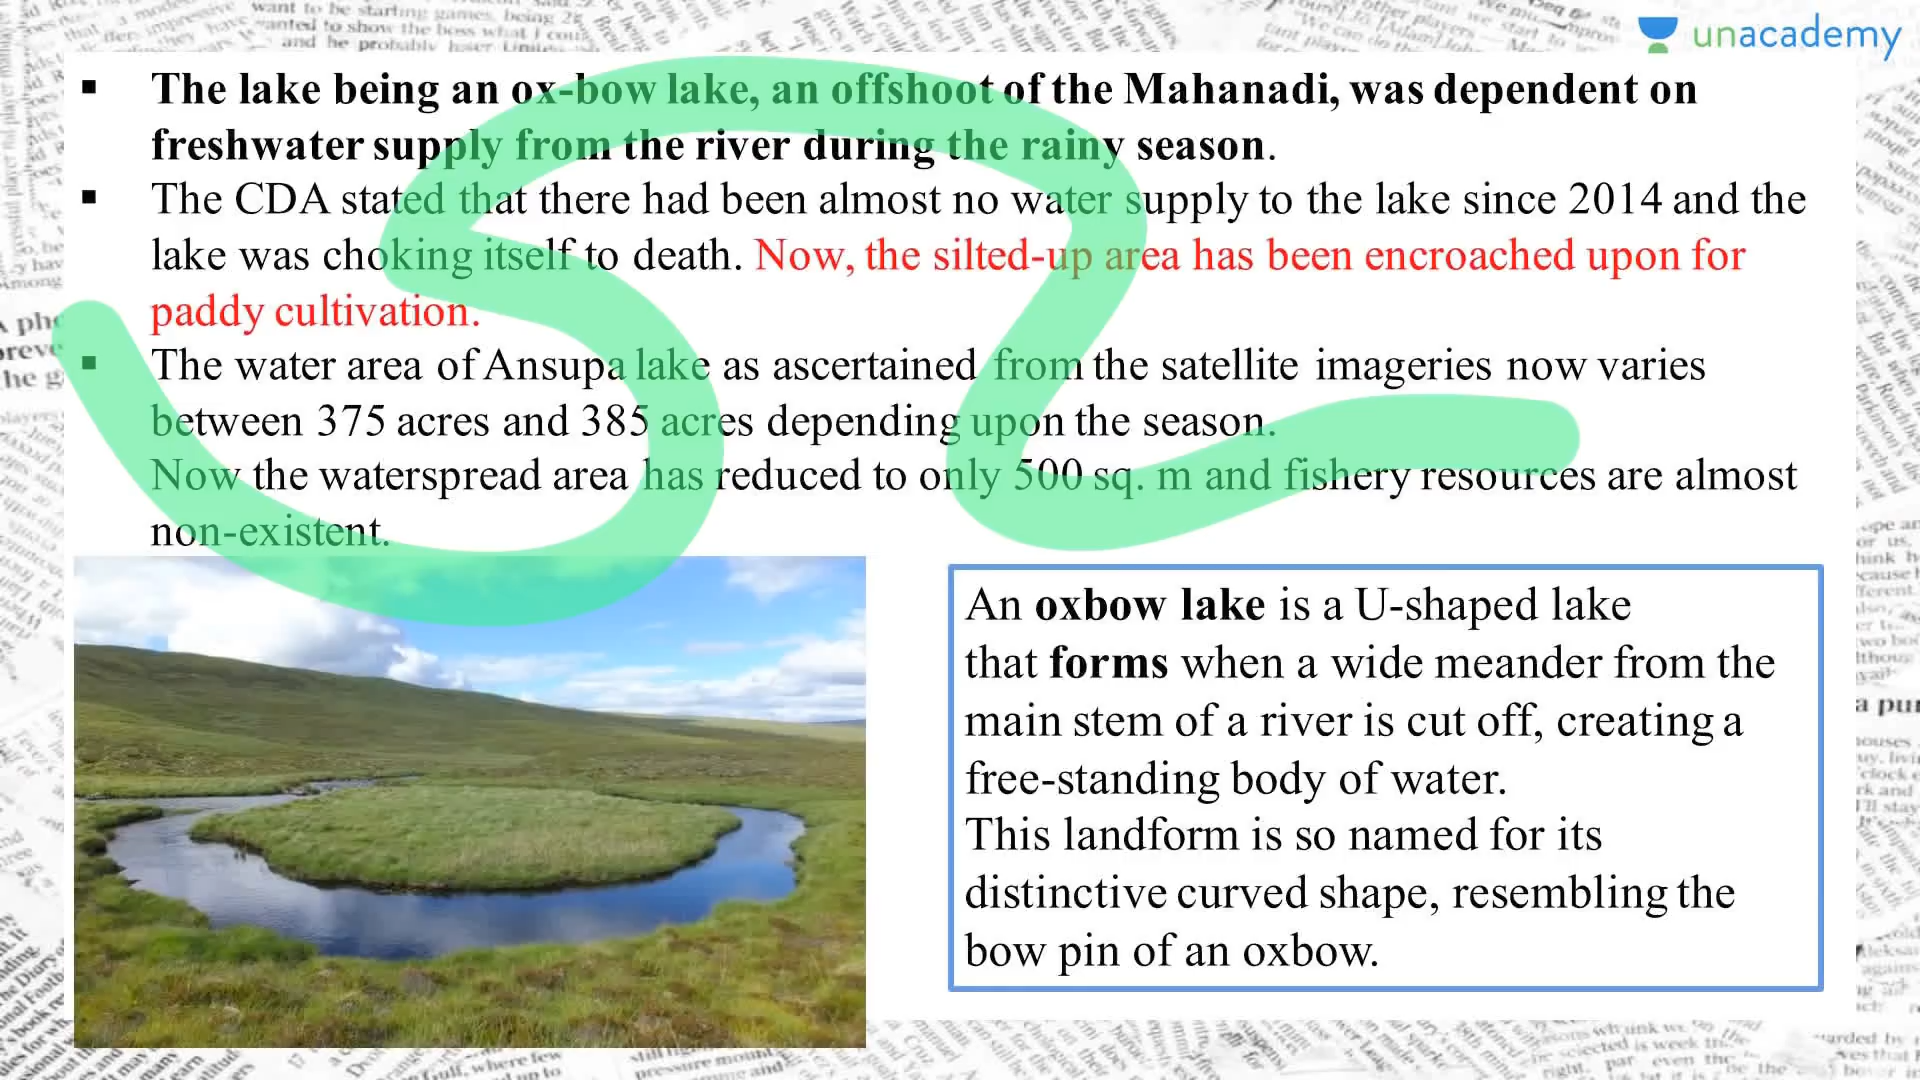 unacademy
▪ The lake being an ox-bow lake, an offshoot of the Mahanadi, was dependent on
freshwater supply from the river during the rainy season.
▪ The CDA stated that there had been almost no water supply to the lake since 2014 and the
lake was choking itself to death. Now, the silted-up area has been encroached upon for
paddy cultivation.
▪ The water area of Ansupa lake as ascertained from the satellite imageries now varies
between 375 acres and 385 acres depending upon the season.
Now the waterspread area has reduced to only 500 sq. m and fishery resources are almost
non-existent.
An oxbow lake is a U-shaped lake
that forms when a wide meander from the
main stem of a river is cut off, creating a
free-standing body of water.
This landform is so named for its
distinctive curved shape, resembling the
bow pin of an oxbow.